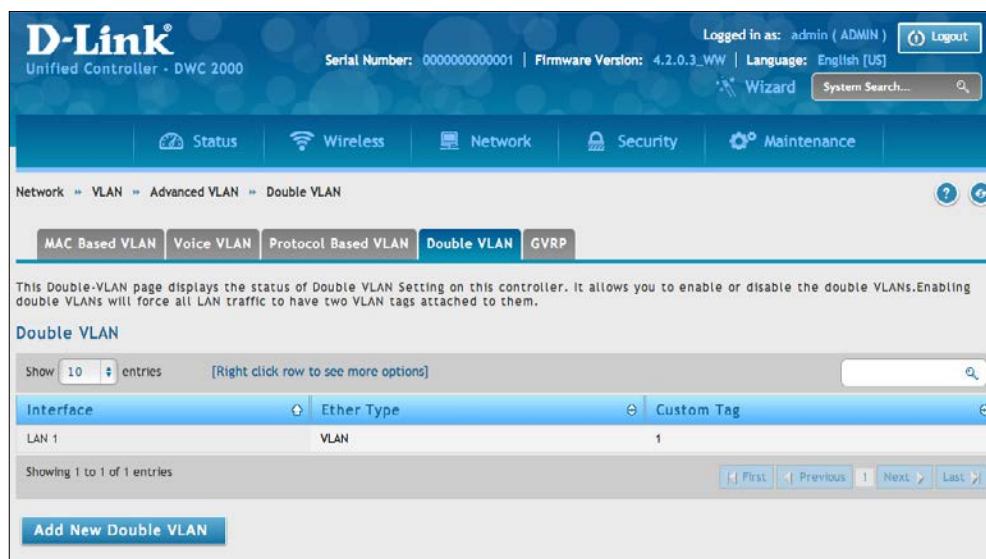 D-Link®
Unified Controller - DWC 2000
Logged in as: admin ( ADMIN ) Logout
Serial Number: 0000000000001 | Firmware Version: 4.2.0.3_WW | Language: English [US]
Wizard System Search...
Status Wireless Network Security Maintenance
Network » VLAN » Advanced VLAN » Double VLAN
MAC Based VLAN Voice VLAN Protocol Based VLAN Double VLAN GVRP
This Double-VLAN page displays the status of Double VLAN Setting on this controller. It allows you to enable or disable the double VLANs.Enabling
double VLANs will force all LAN traffic to have two VLAN tags attached to them.
Double VLAN
Show 10 entries [Right click row to see more options]
Interface Ether Type Custom Tag
LAN 1 VLAN 1
Showing 1 to 1 of 1 entries First Previous 1 Next Last
Add New Double VLAN